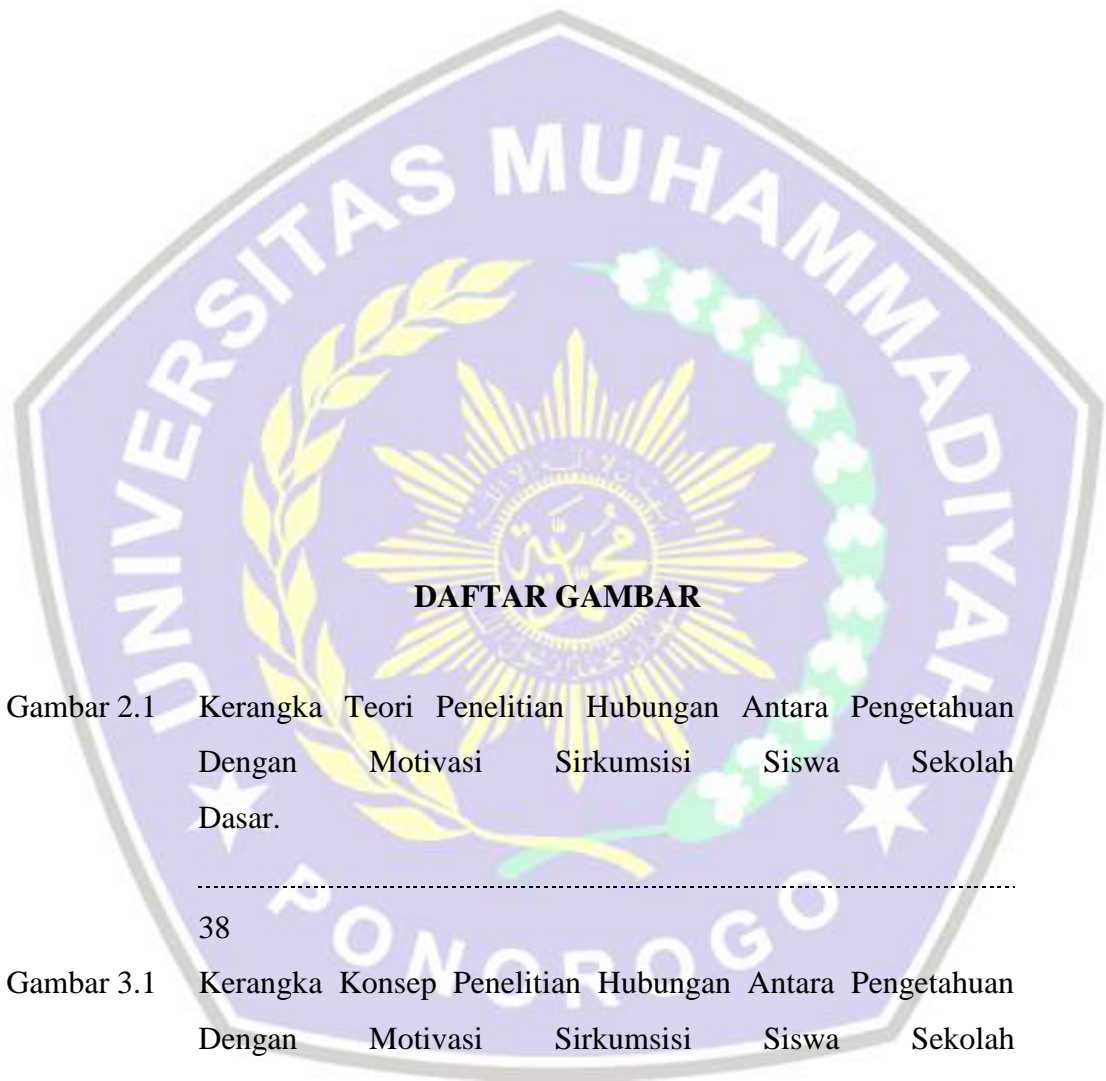 UNIVERSITAS MUHAMMADIYAH
PONOROGO
محمدية
DAFTAR GAMBAR
Gambar 2.1 Kerangka Teori Penelitian Hubungan Antara Pengetahuan
Dengan Motivasi Sirkumsisi Siswa Sekolah
Dasar.
38
Gambar 3.1 Kerangka Konsep Penelitian Hubungan Antara Pengetahuan
Dengan Motivasi Sirkumsisi Siswa Sekolah